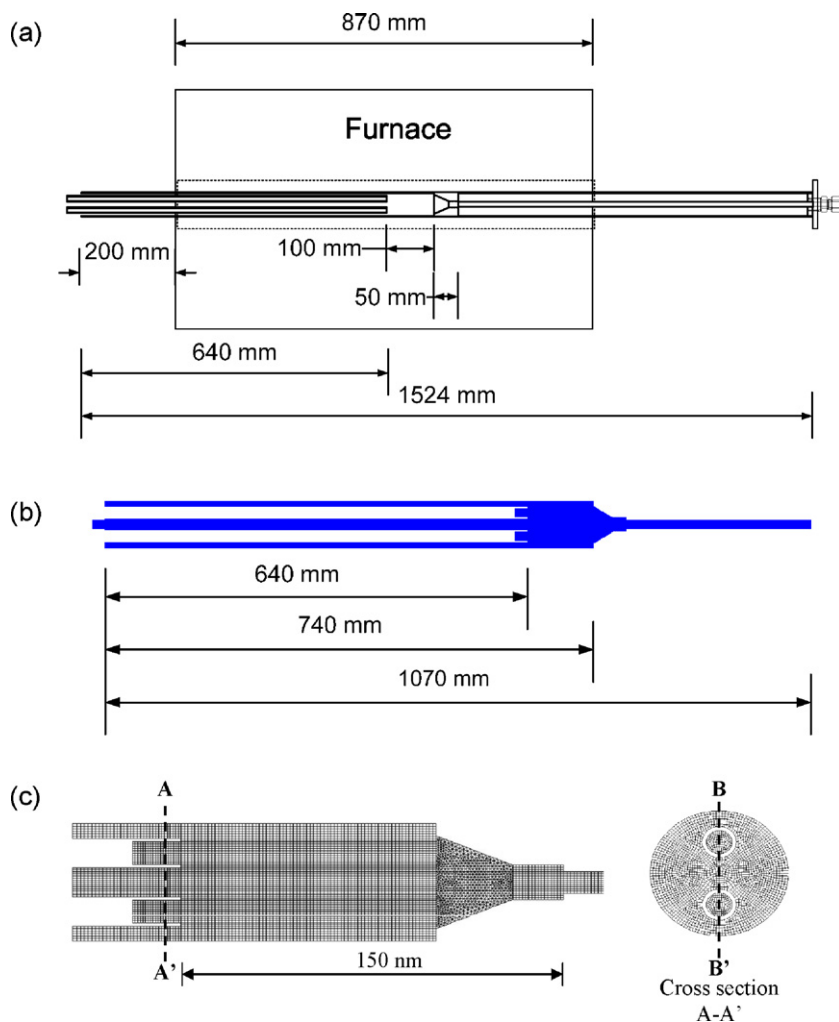 (a)
870 mm
Furnace
200 mm
100 mm
50 mm
640 mm
1524 mm
(b)
640 mm
740 mm
1070 mm
(c)
A
B
A'
150 nm
B'
Cross section
A-A'